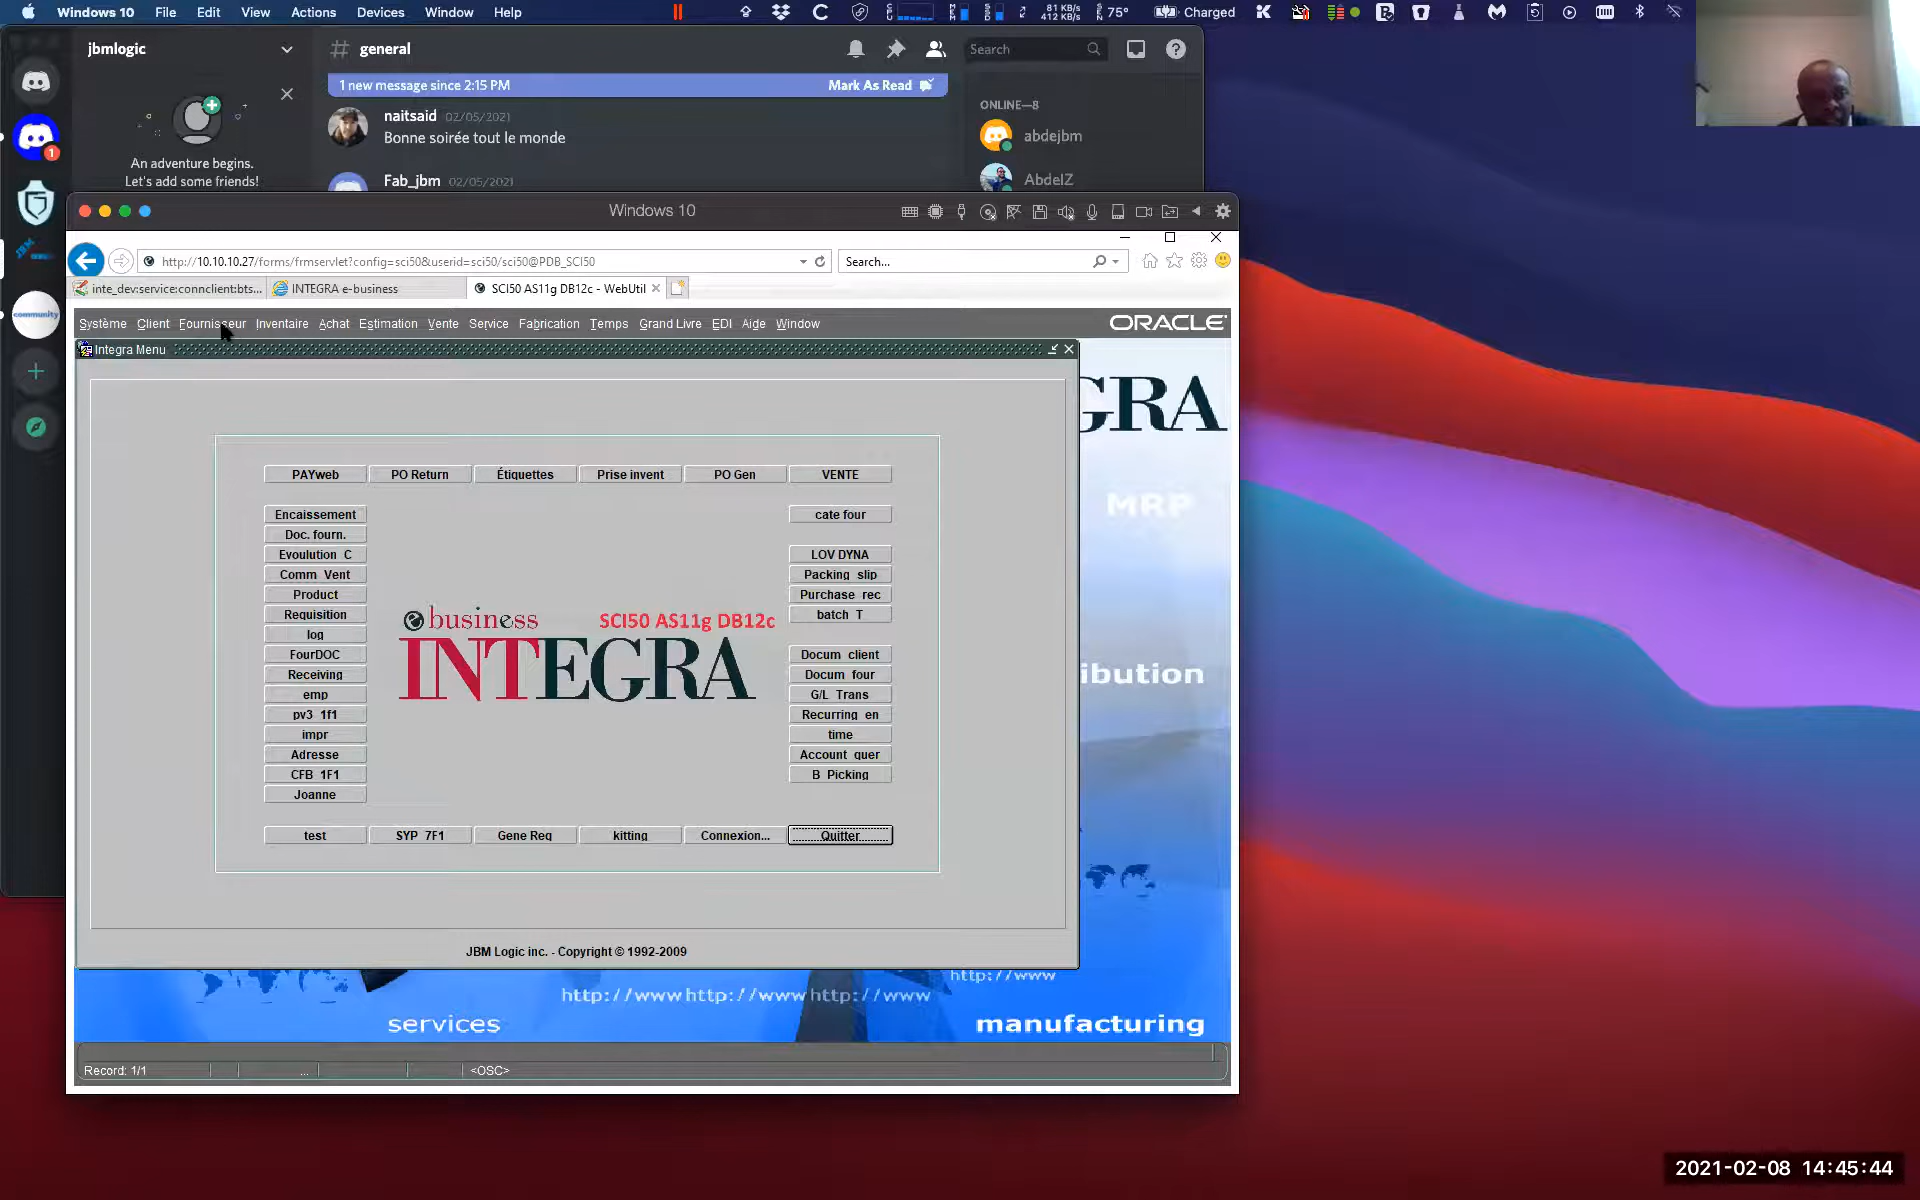 Windows 10 File Edit View Actions Devices Window Help
81 KB/s
412 KB/s
75° Charged
jbmlogic
# general
Search
1 new message since 2:15 PM Mark As Read
naitsaid 02/05/2021
Bonne soirée tout le monde
Fab_jbm 02/05/2021
An adventure begins.
Let's add some friends!
ONLINE—8
abdejbm
AbdelZ
1
community
Windows 10
http://10.10.10.27/forms/frmservlet?config=sci50&userid=sci50/sci50@PDB_SCI50
Search...
inte_dev:service:connclient:bts...
INTEGRA e-business
SCI50 AS11g DB12c - WebUtil
Système Client Fournisseur Inventaire Achat Estimation Vente Service Fabrication Temps Grand Livre EDI Aide Window
ORACLE
Integra Menu
PAYweb PO Return Étiquettes Prise invent PO Gen VENTE
Encaissement cate four
Doc. fourn.
Evoulution C LOV DYNA
Comm Vent Packing slip
Product Purchase rec
Requisition batch T
log
FourDOC Docum client
Receiving Docum four
emp G/L Trans
pv3 1f1 Recurring en
impr time
Adresse Account quer
CFB 1F1 B Picking
Joanne
e business SCI50 AS11g DB12c
INTEGRA
test SYP 7F1 Gene Req kitting Connexion... Quitter
JBM Logic inc. - Copyright © 1992-2009
GRA
MRP
ibution
http://www
http://www http://www http://www
services
manufacturing
Record: 1/1 ... <OSC>
2021-02-08 14:45:44